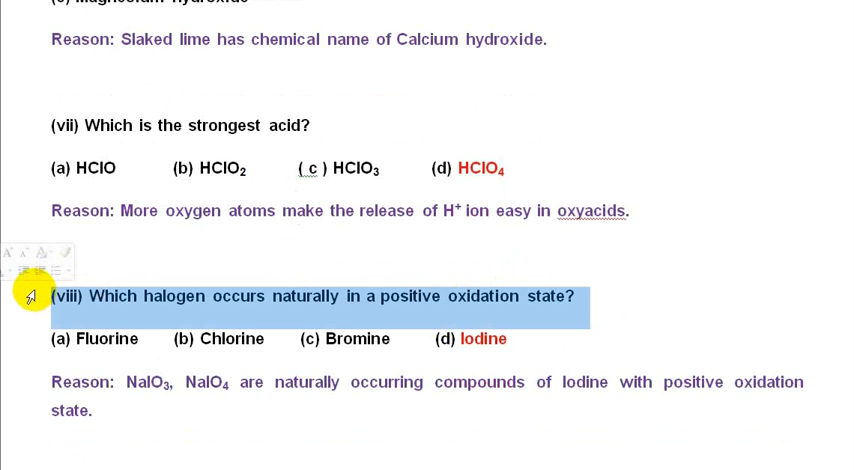 Reason: Slaked lime has chemical name of Calcium hydroxide.
(vii) Which is the strongest acid?
(a) HClO (b) HClO₂ ( c ) HClO₃ (d) HClO₄
Reason: More oxygen atoms make the release of H⁺ ion easy in oxyacids.
(viii) Which halogen occurs naturally in a positive oxidation state?
(a) Fluorine (b) Chlorine (c) Bromine (d) Iodine
Reason: NaIO₃, NaIO₄ are naturally occurring compounds of Iodine with positive oxidation
state.